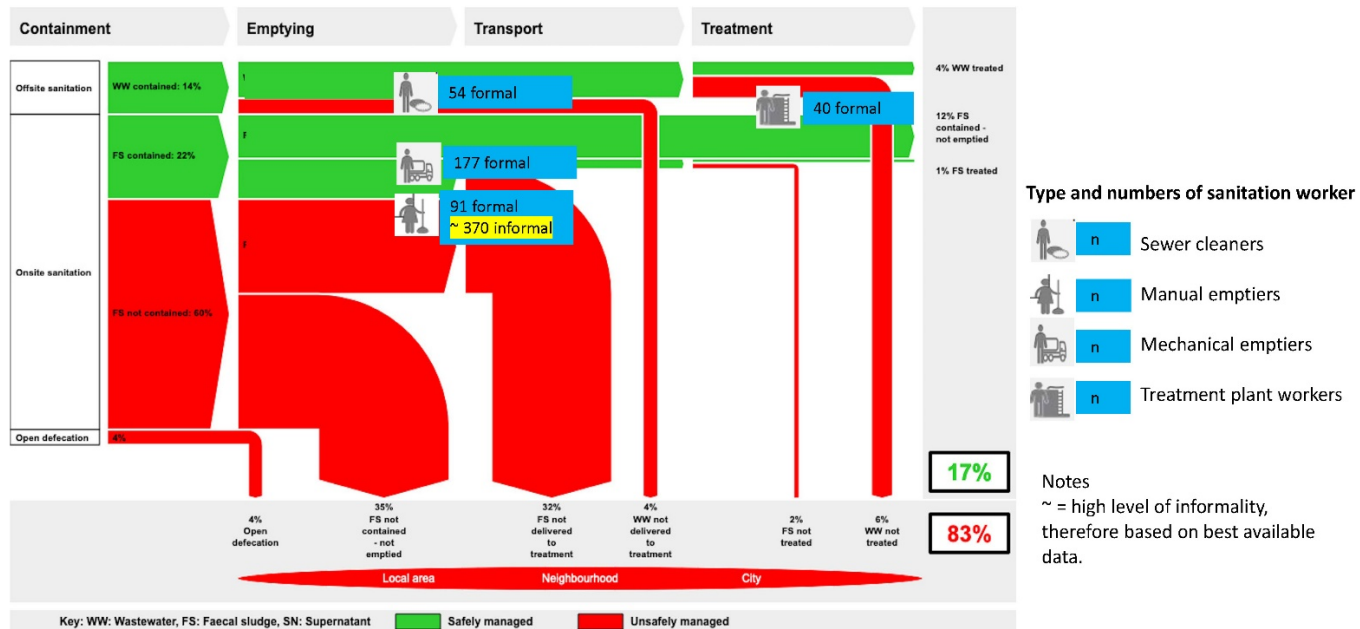 Containment
Emptying
Transport
Treatment
Offsite sanitation
WW contained: 14%
54 formal
40 formal
4% WW treated
12% FS
contained -
not emptied
1% FS treated
FS contained: 22%
177 formal
91 formal
~ 370 informal
Onsite sanitation
FS not contained: 60%
Open defecation
4%
17%
83%
4%
Open
defecation
35%
FS not
contained
- not
emptied
32%
FS not
delivered
to
treatment
4%
WW not
delivered
to
treatment
2%
FS not
treated
6%
WW not
treated
Local area
Neighbourhood
City
Key: WW: Wastewater, FS: Faecal sludge, SN: Supernatant
Safely managed
Unsafely managed
Type and numbers of sanitation worker
n
Sewer cleaners
n
Manual emptiers
n
Mechanical emptiers
n
Treatment plant workers
Notes
~ = high level of informality,
therefore based on best available
data.